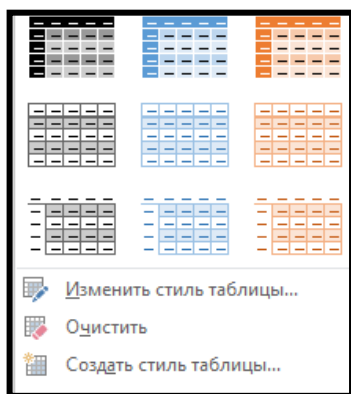 Изменить стиль таблицы...
Очистить
Создать стиль таблицы...